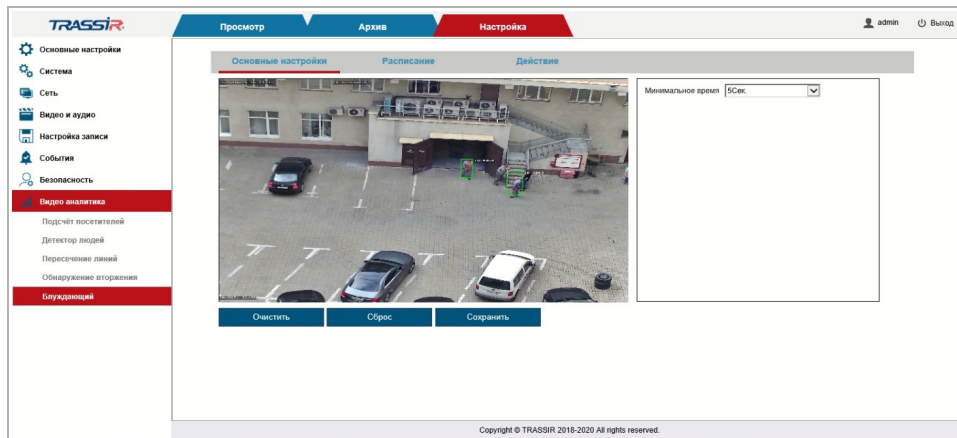 TRASSIR
Просмотр
Архив
Настройка
admin
Выход
Основные настройки
Система
Сеть
Видео и аудио
Настройка записи
События
Безопасность
Видео аналитика
Подсчёт посетителей
Детектор людей
Пересечение линий
Обнаружение вторжения
Блуждающий
Основные настройки
Расписание
Действие
Минимальное время 5Сек.
Очистить
Сброс
Сохранить
Copyright © TRASSIR 2018-2020 All rights reserved.